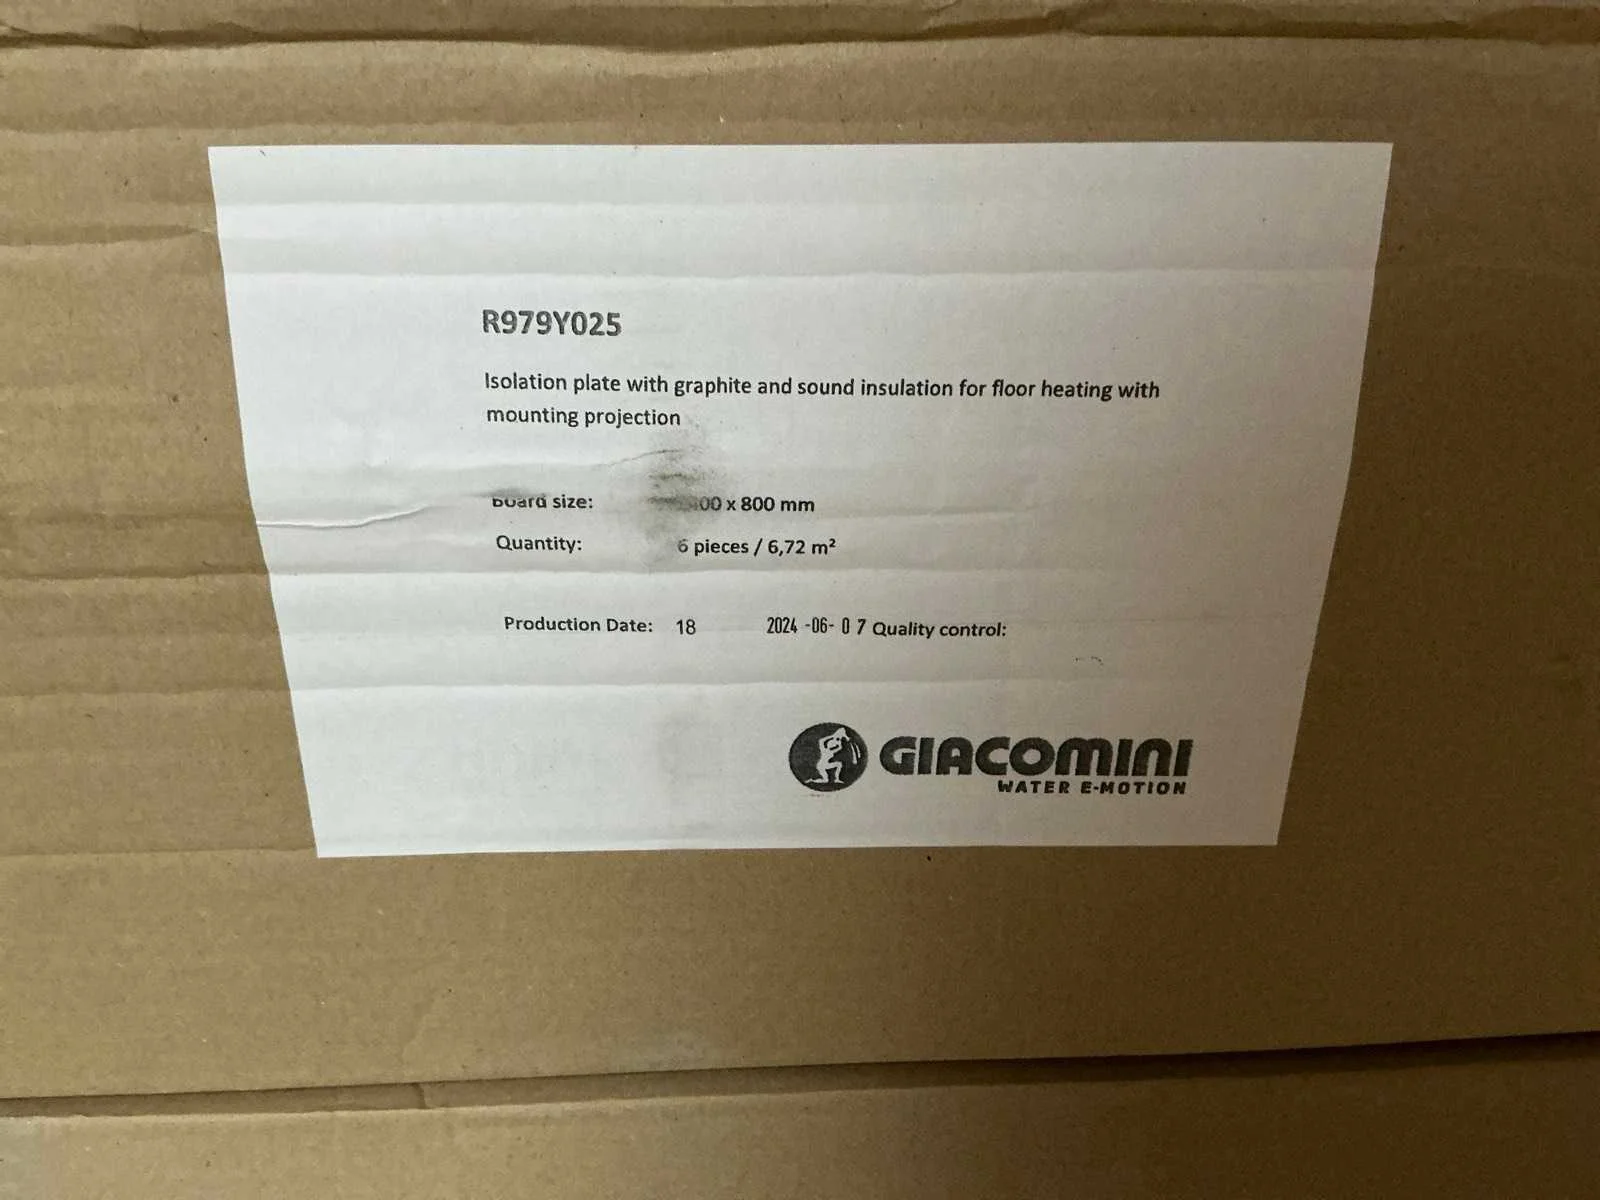 R979Y025
Isolation plate with graphite and sound insulation for floor heating with
mounting projection
Board size: 00 x 800 mm
Quantity: 6 pieces / 6,72 m²
Production Date: 18 2024 -06- 0 7 Quality control:
GIACOMINI
WATER E-MOTION